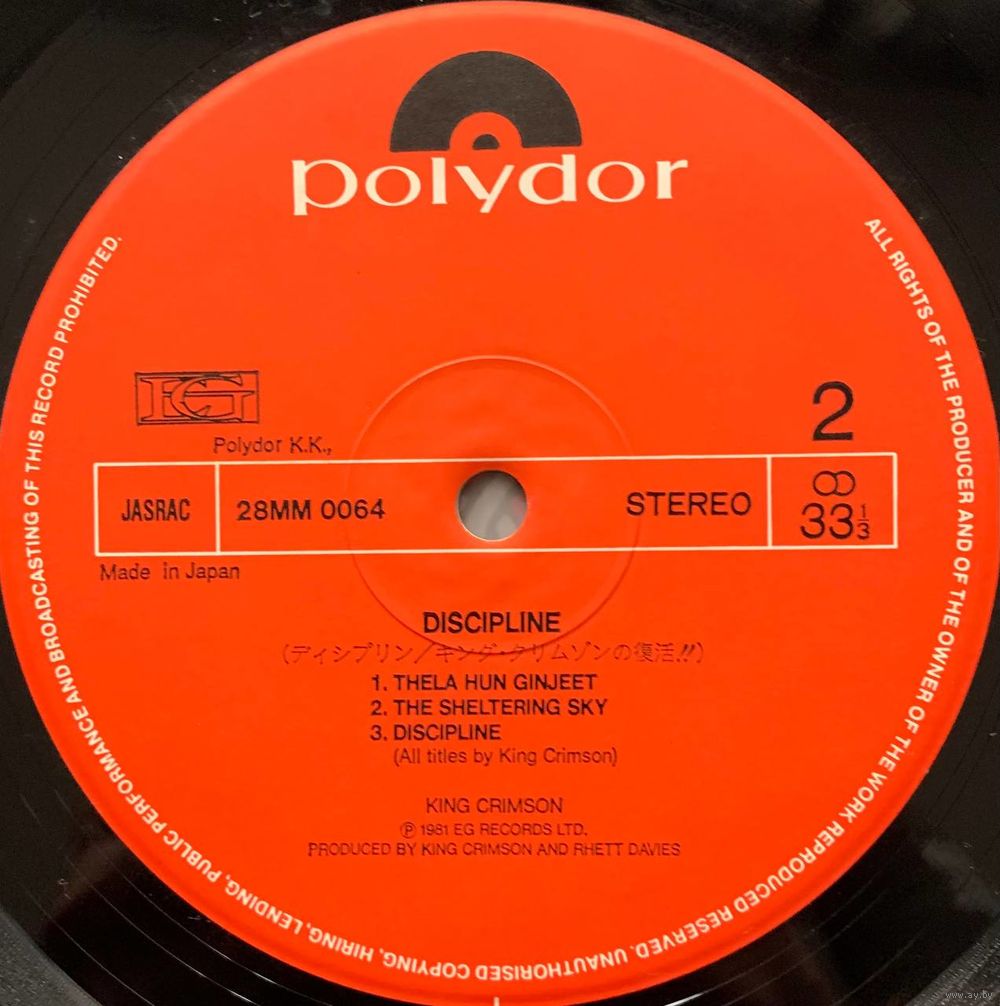 polydor
ALL RIGHTS OF THE PRODUCER AND OF THE OWNER OF THE WORK REPRODUCED RESERVED. UNAUTHORISED COPYING, HIRING, LENDING, PUBLIC PERFORMANCE AND BROADCASTING OF THIS RECORD PROHIBITED.
EG
2
Polydor K.K.,
JASRAC 28MM 0064 STEREO ∞ 33⅓
Made in Japan
DISCIPLINE
(ディシプリン/キング・クリムゾンの復活!!)
1. THELA HUN GINJEET
2. THE SHELTERING SKY
3. DISCIPLINE
(All titles by King Crimson)
KING CRIMSON
℗ 1981 EG RECORDS LTD.
PRODUCED BY KING CRIMSON AND RHETT DAVIES
www.ay.by